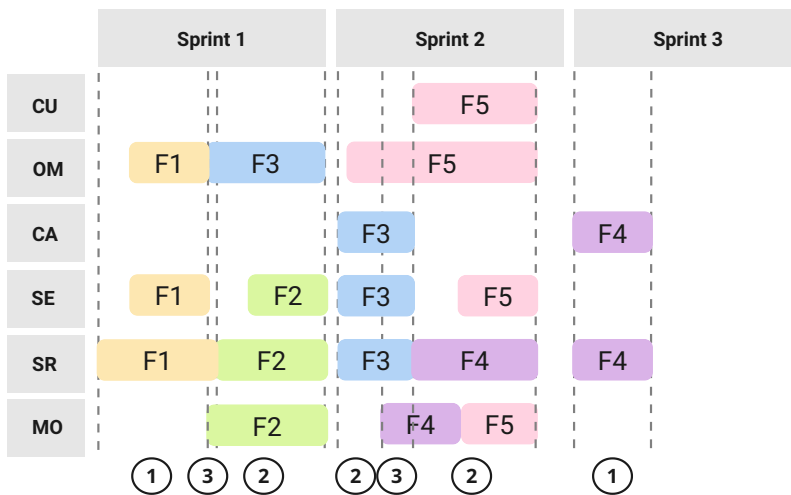 Sprint 1 Sprint 2 Sprint 3
CU F5
OM F1 F3 F5
CA F3 F4
SE F1 F2 F3 F5
SR F1 F2 F3 F4 F4
MO F2 F4 F5
1 3 2 2 3 2 1